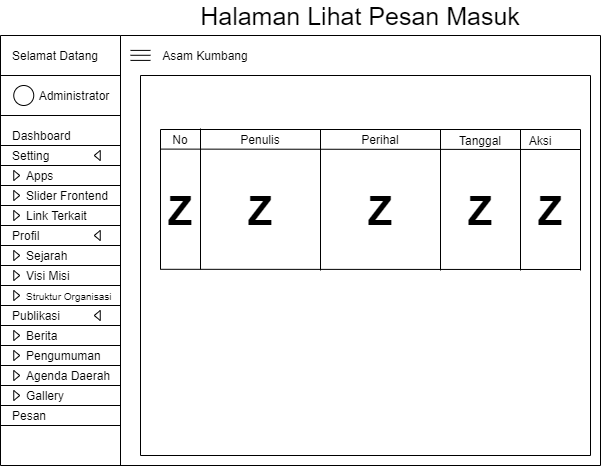 Halaman Lihat Pesan Masuk
Selamat Datang
Asam Kumbang
Administrator
Dashboard
Setting
Apps
Slider Frontend
Link Terkait
Profil
Sejarah
Visi Misi
Struktur Organisasi
Publikasi
Berita
Pengumuman
Agenda Daerah
Gallery
Pesan
No Penulis Perihal Tanggal Aksi
Z Z Z Z Z